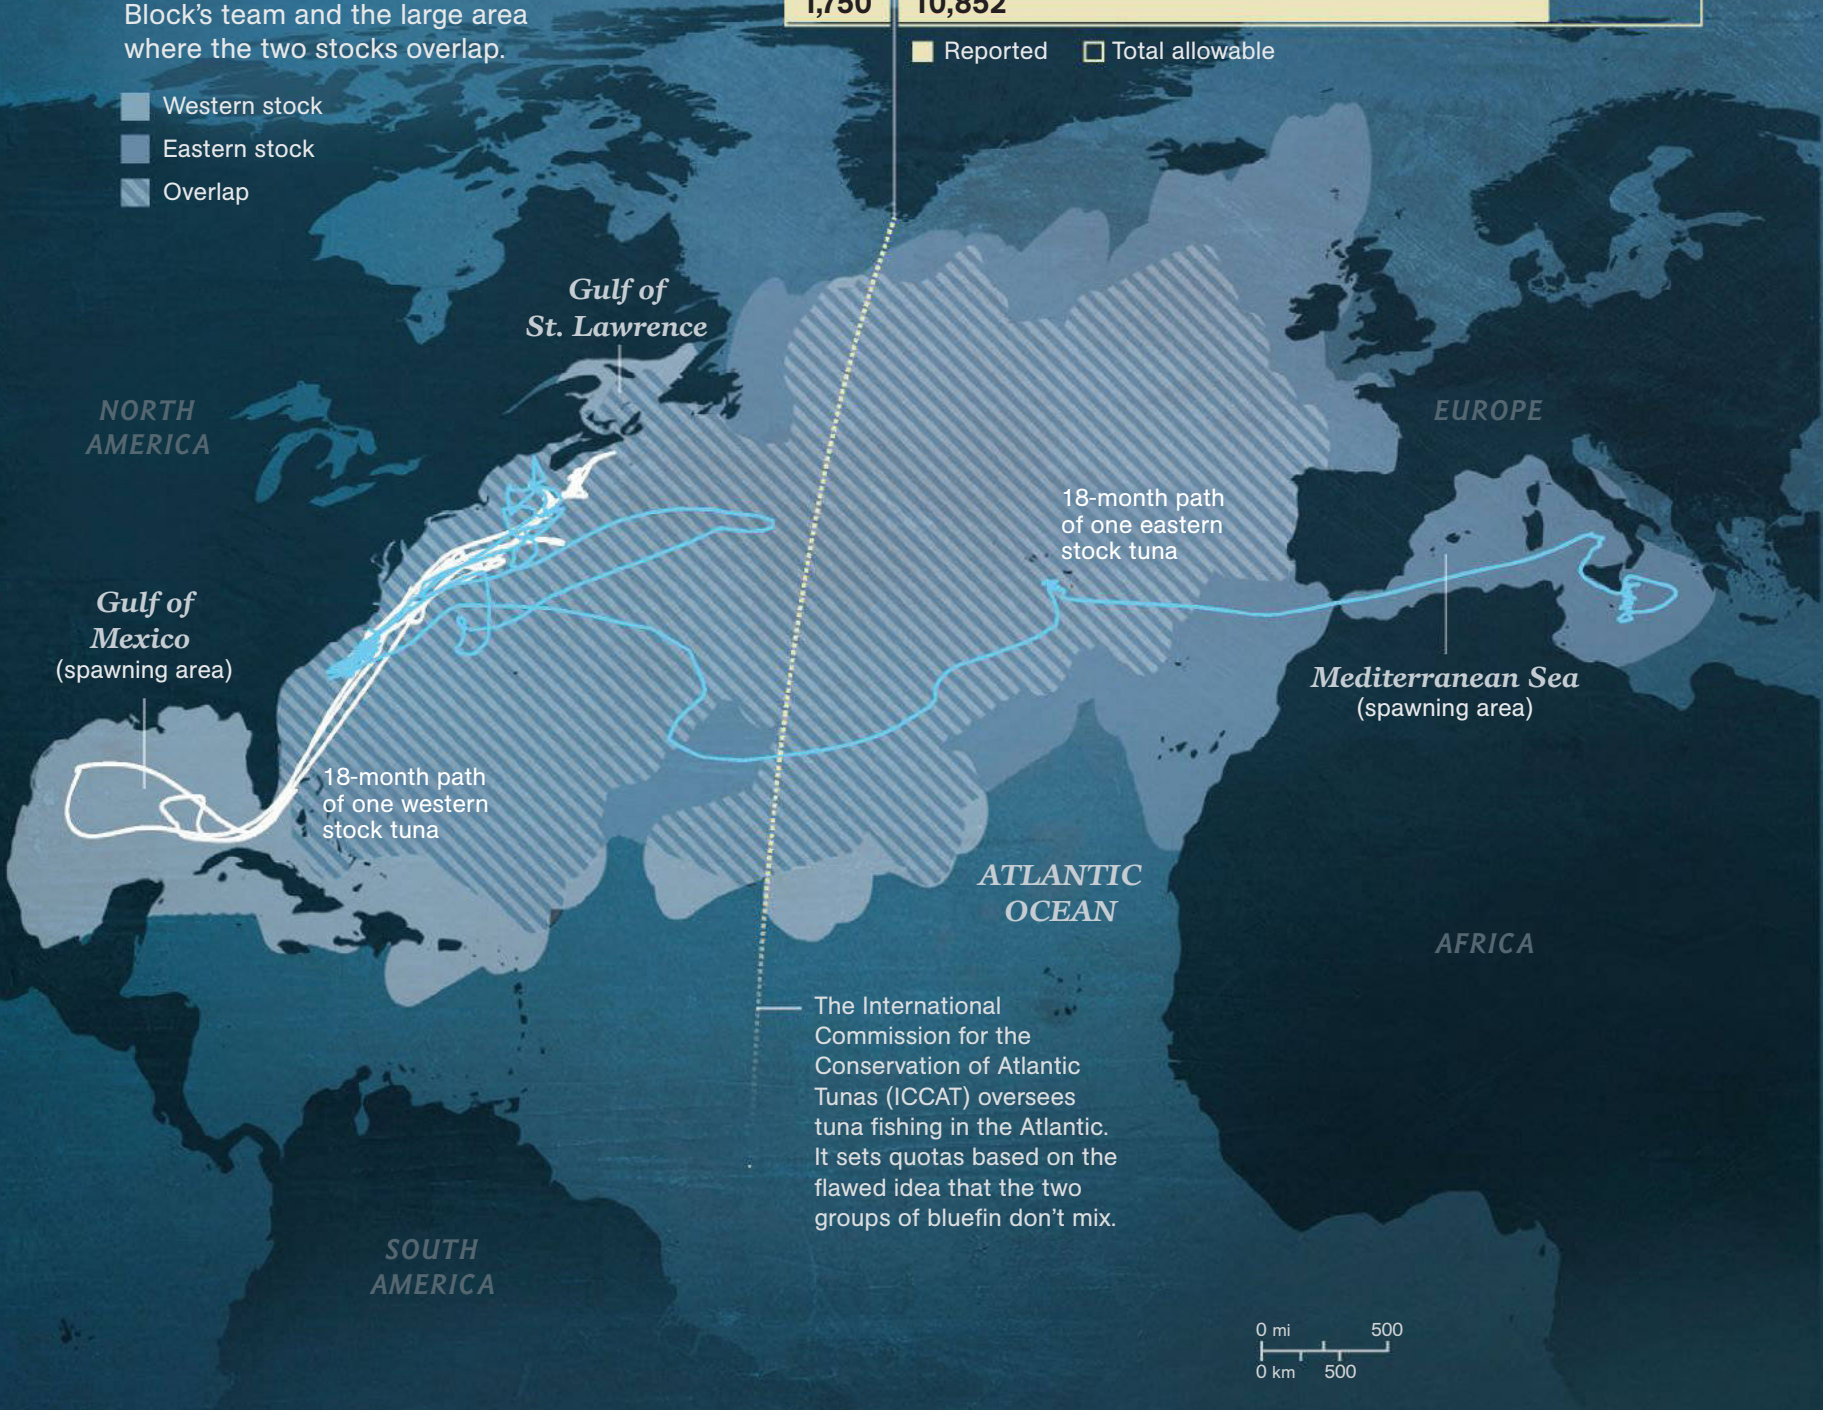 Block's team and the large area
where the two stocks overlap.
1,750 10,852
Reported Total allowable
Western stock
Eastern stock
Overlap
Gulf of
St. Lawrence
NORTH
AMERICA
EUROPE
18-month path
of one eastern
stock tuna
Gulf of
Mexico
(spawning area)
Mediterranean Sea
(spawning area)
18-month path
of one western
stock tuna
ATLANTIC
OCEAN
AFRICA
The International
Commission for the
Conservation of Atlantic
Tunas (ICCAT) oversees
tuna fishing in the Atlantic.
It sets quotas based on the
flawed idea that the two
groups of bluefin don't mix.
SOUTH
AMERICA
0 mi 500
0 km 500